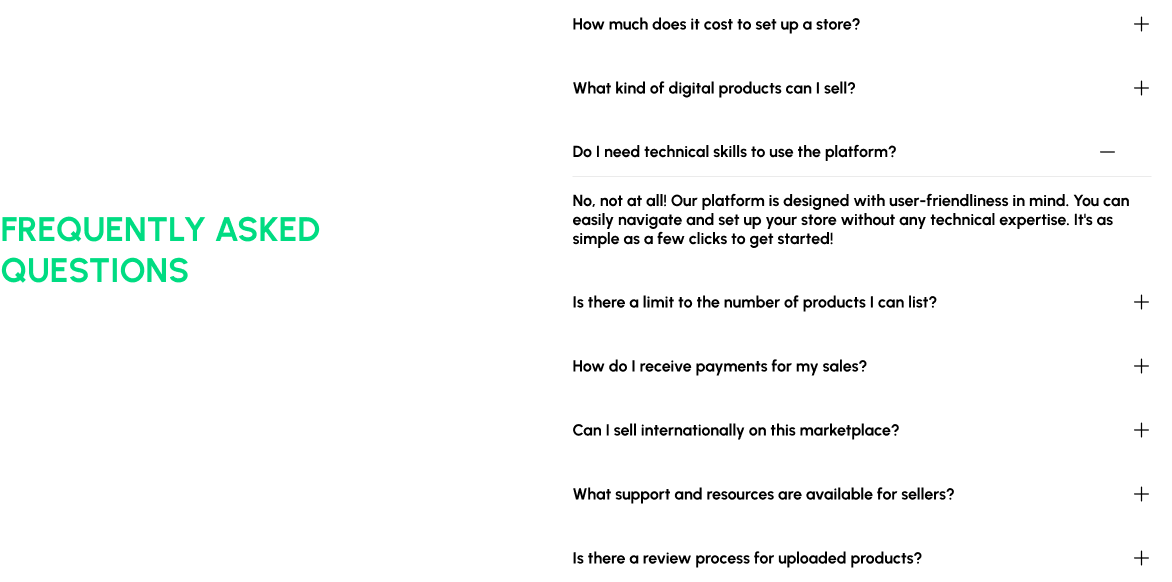 FREQUENTLY ASKED
QUESTIONS
How much does it cost to set up a store?
What kind of digital products can I sell?
Do I need technical skills to use the platform?
No, not at all! Our platform is designed with user-friendliness in mind. You can
easily navigate and set up your store without any technical expertise. It's as
simple as a few clicks to get started!
Is there a limit to the number of products I can list?
How do I receive payments for my sales?
Can I sell internationally on this marketplace?
What support and resources are available for sellers?
Is there a review process for uploaded products?